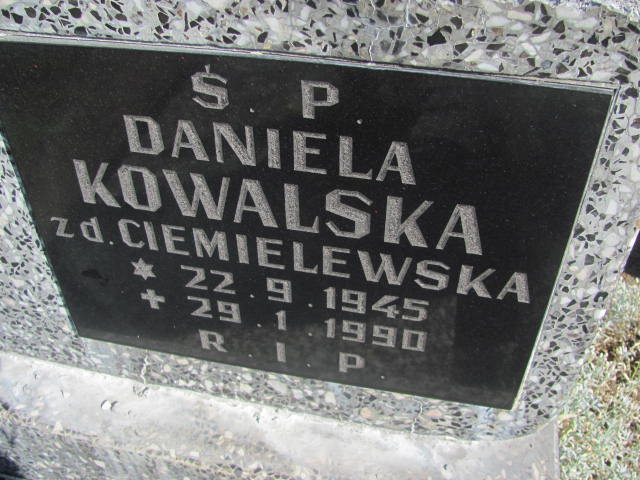 Ś. P.
DANIELA
KOWALSKA
zd. CIEMIELEWSKA
* 22.9.1945
✝ 29.1.1990
R.I.P.